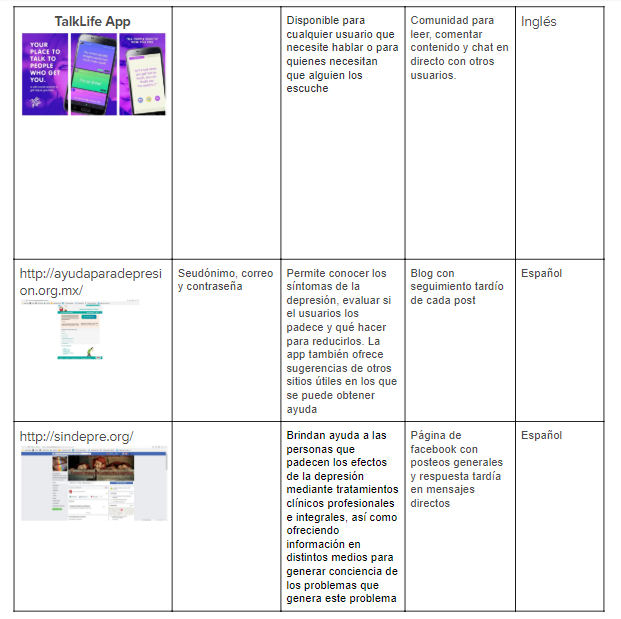 TalkLife App
YOUR
PLACE TO
TALK TO
PEOPLE
WHO GET
YOU.
Disponible para
cualquier usuario que
necesite hablar o para
quienes necesitan
que alguien los
escuche
Comunidad para
leer, comentar
contenido y chat en
directo con otros
usuarios.
Inglés
http://ayudaparadepresi
on.org.mx/
Seudónimo, correo
y contraseña
Permite conocer los
síntomas de la
depresión, evaluar si
el usuarios los
padece y qué hacer
para reducirlos. La
app también ofrece
sugerencias de otros
sitios útiles en los que
se puede obtener
ayuda
Blog con
seguimiento tardío
de cada post
Español
http://sindepre.org/
Brindan ayuda a las
personas que
padecen los efectos
de la depresión
mediante tratamientos
clínicos profesionales
e integrales, así como
ofreciendo
información en
distintos medios para
generar conciencia de
los problemas que
genera este problema
Página de
facebook con
posteos generales
y respuesta tardía
en mensajes
directos
Español